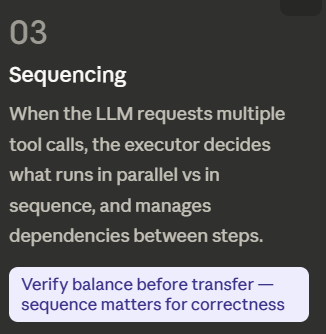 03
Sequencing
When the LLM requests multiple
tool calls, the executor decides
what runs in parallel vs in
sequence, and manages
dependencies between steps.
Verify balance before transfer —
sequence matters for correctness